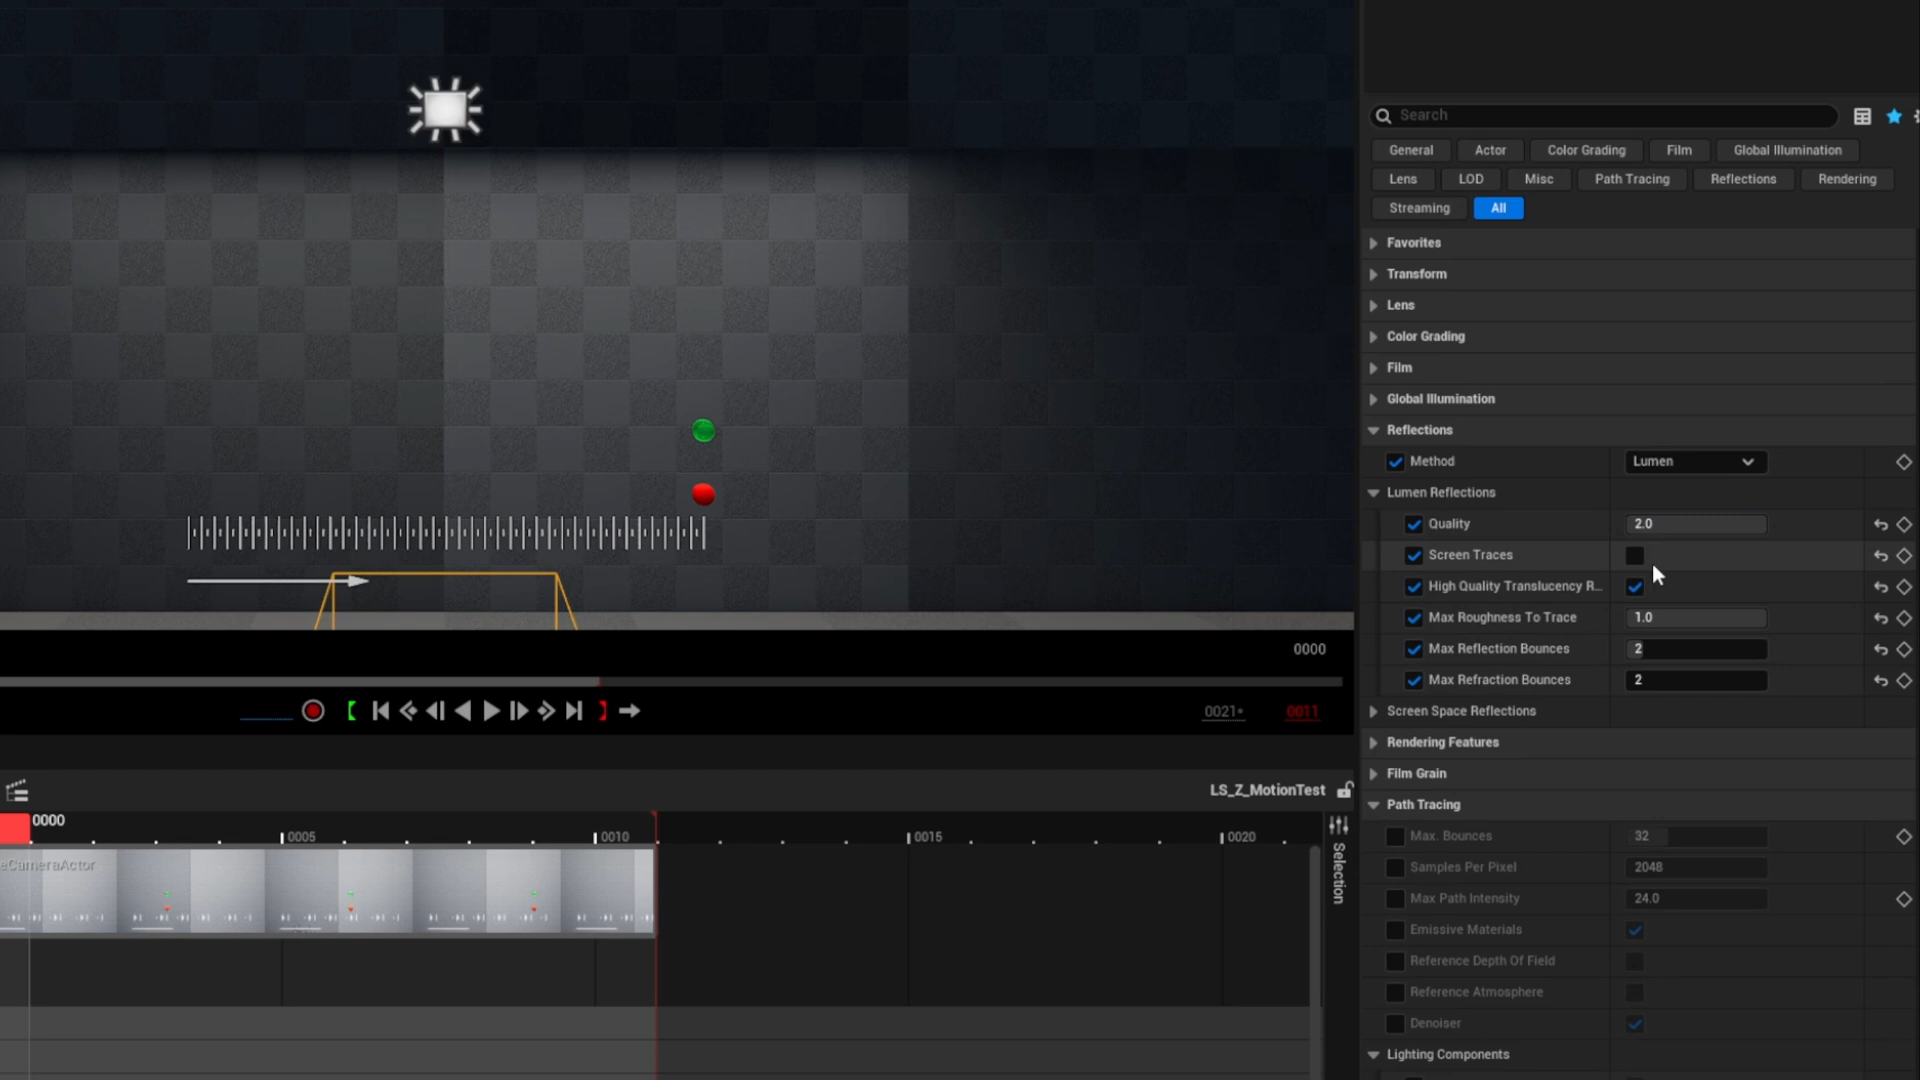 Search
General Actor Color Grading Film Global Illumination
Lens LOD Misc Path Tracing Reflections Rendering
Streaming All
Favorites
Transform
Lens
Color Grading
Film
Global Illumination
Reflections
Method Lumen
Lumen Reflections
Quality 2.0
Screen Traces
High Quality Translucency R...
Max Roughness To Trace 1.0
Max Reflection Bounces 2
Max Refraction Bounces 2
Screen Space Reflections
Rendering Features
Film Grain
Path Tracing
Max. Bounces 32
Samples Per Pixel 2048
Max Path Intensity 24.0
Emissive Materials
Reference Depth Of Field
Reference Atmosphere
Denoiser
Lighting Components
0000
0021* 0011
LS_Z_MotionTest
0000 0005 0010 0015 0020
eCameraActor
Selection